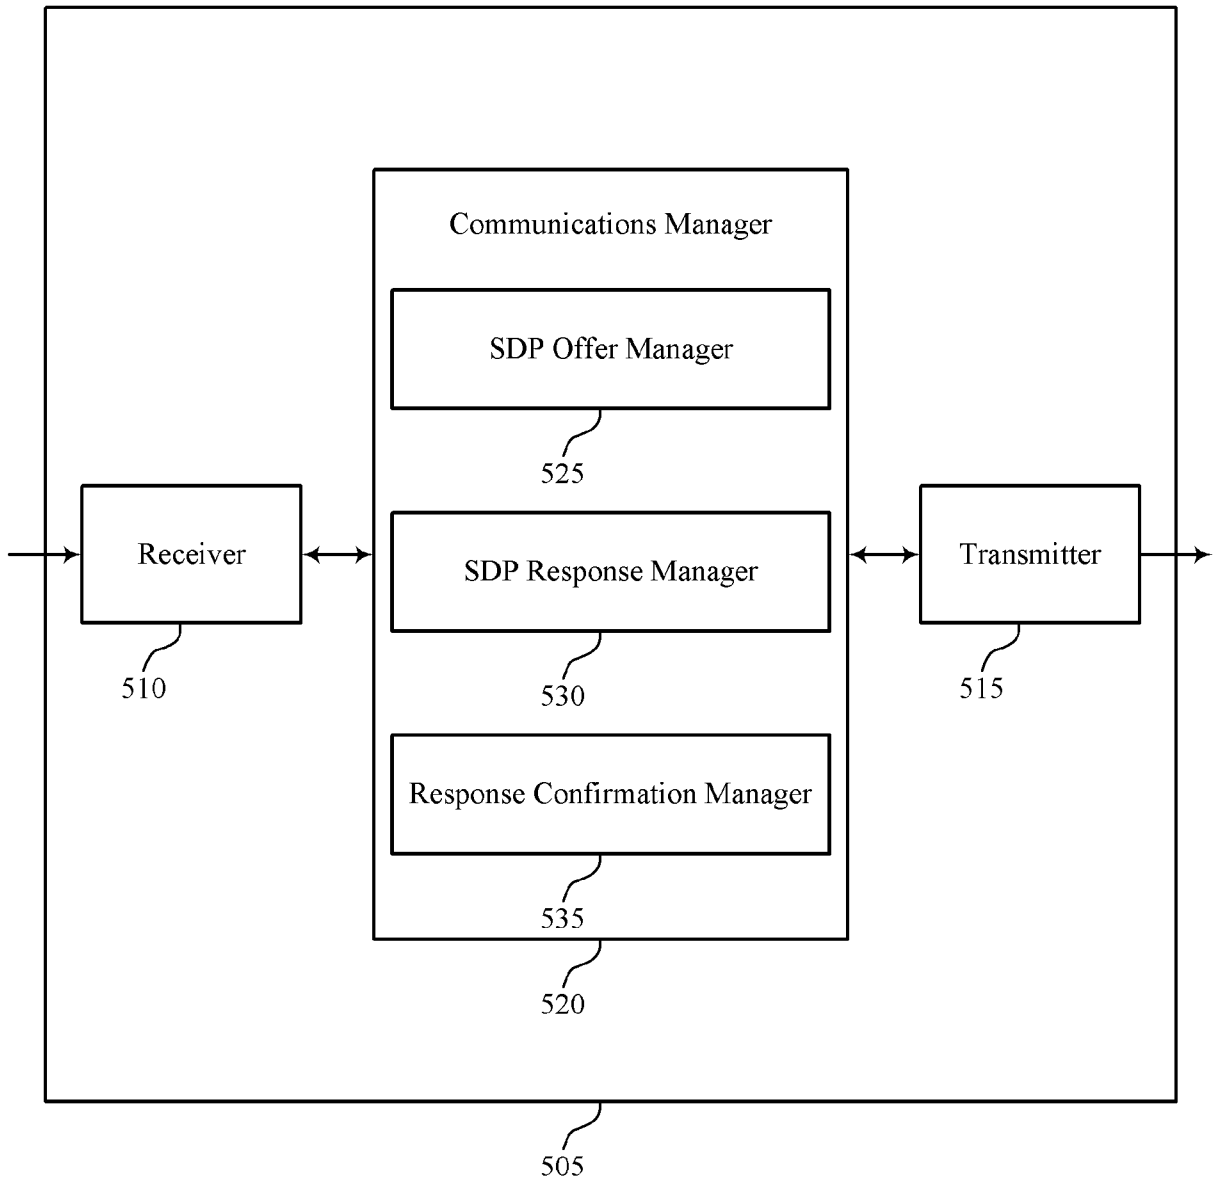 Communications Manager
SDP Offer Manager
525
Receiver
510
SDP Response Manager
530
Transmitter
515
Response Confirmation Manager
535
520
505